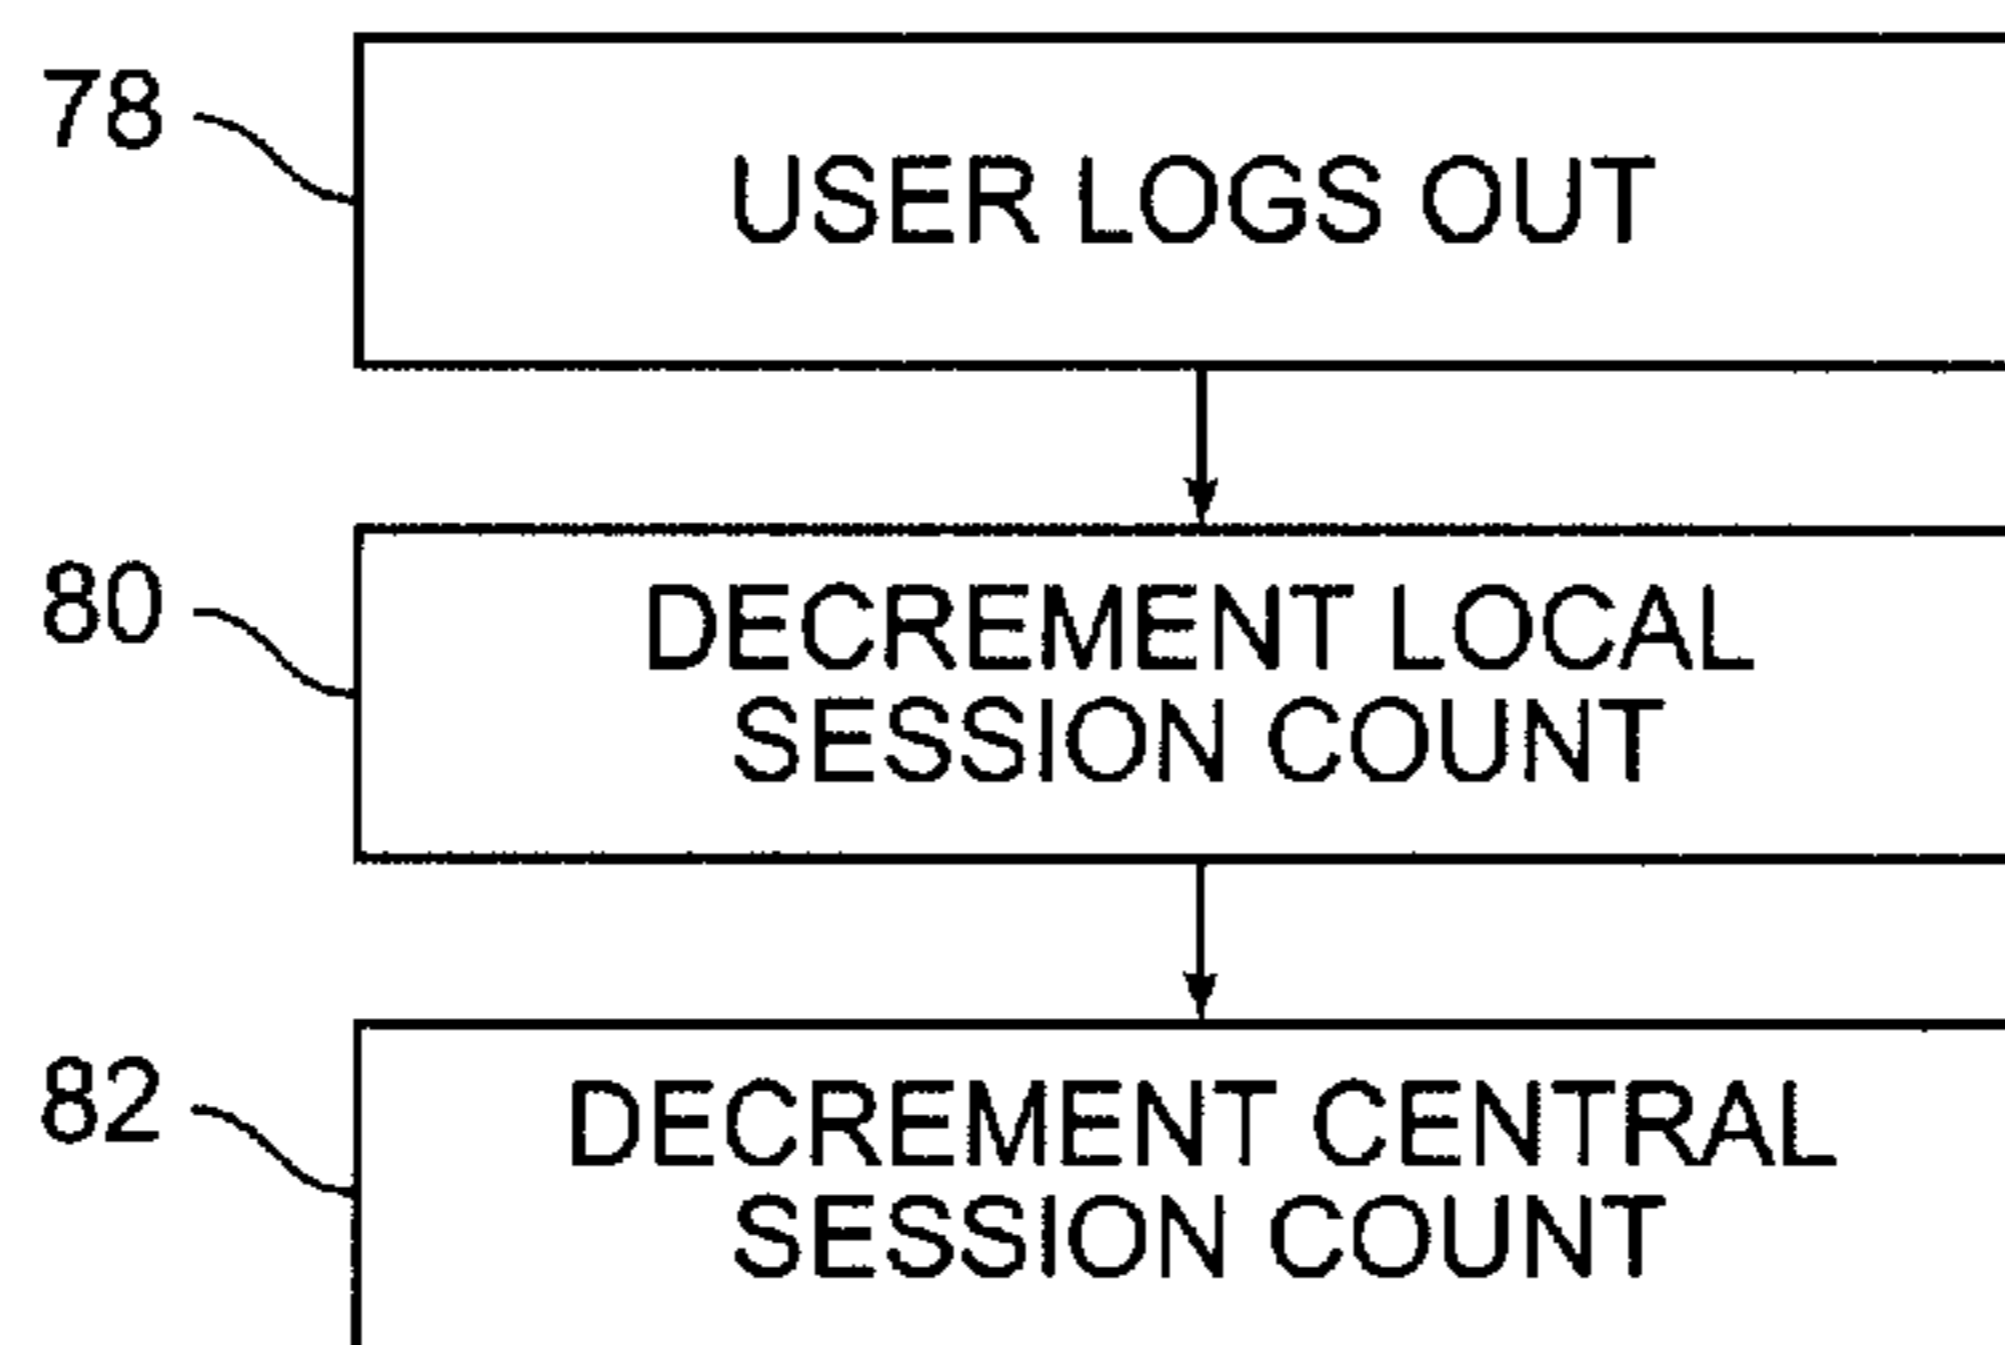 78
USER LOGS OUT
80
DECREMENT LOCAL
SESSION COUNT
82
DECREMENT CENTRAL
SESSION COUNT